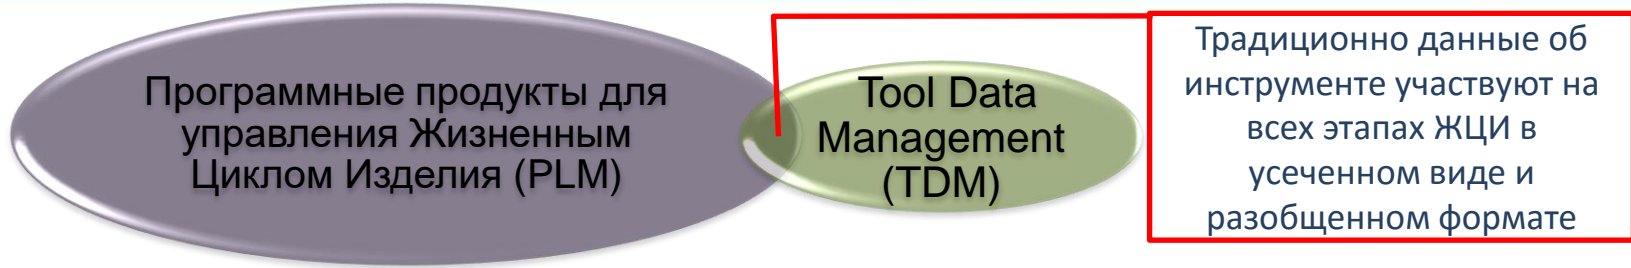 Программные продукты для
управления Жизненным
Циклом Изделия (PLM)
Tool Data
Management
(TDM)
Традиционно данные об
инструменте участвуют на
всех этапах ЖЦИ в
усеченном виде и
разобщенном формате